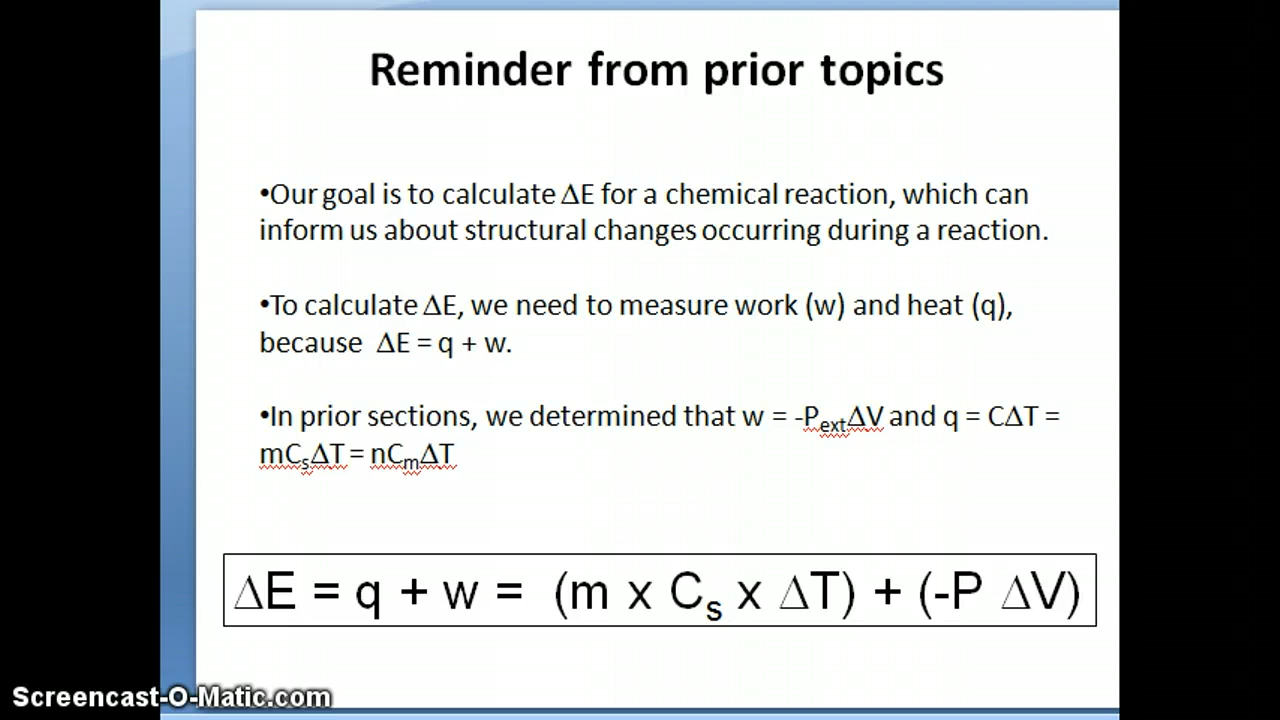 Reminder from prior topics
•Our goal is to calculate ΔE for a chemical reaction, which can
inform us about structural changes occurring during a reaction.
•To calculate ΔE, we need to measure work (w) and heat (q),
because ΔE = q + w.
•In prior sections, we determined that w = -PextΔV and q = CΔT =
mCsΔT = nCmΔT
ΔE = q + w = (m x Cs x ΔT) + (-P ΔV)
Screencast-O-Matic.com